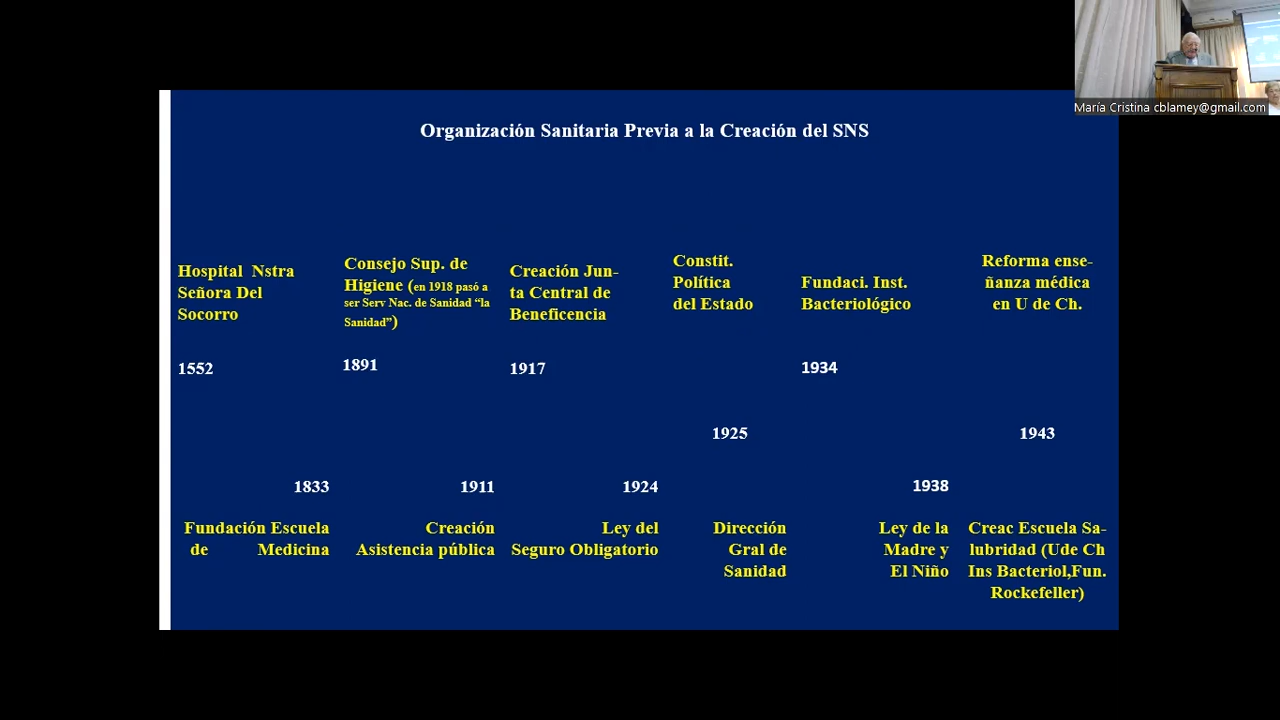 María Cristina cblamey@gmail.com
Organización Sanitaria Previa a la Creación del SNS
Hospital Nstra
Señora Del
Socorro
1552
Consejo Sup. de
Higiene (en 1918 pasó a
ser Serv Nac. de Sanidad “la
Sanidad”)
1891
Creación Jun-
ta Central de
Beneficencia
1917
Constit.
Política
del Estado
1925
Fundaci. Inst.
Bacteriológico
1934
Reforma ense-
ñanza médica
en U de Ch.
1943
1833
Fundación Escuela
de Medicina
1911
Creación
Asistencia pública
1924
Ley del
Seguro Obligatorio
Dirección
Gral de
Sanidad
1938
Ley de la
Madre y
El Niño
Creac Escuela Sa-
lubridad (Ude Ch
Ins Bacteriol,Fun.
Rockefeller)